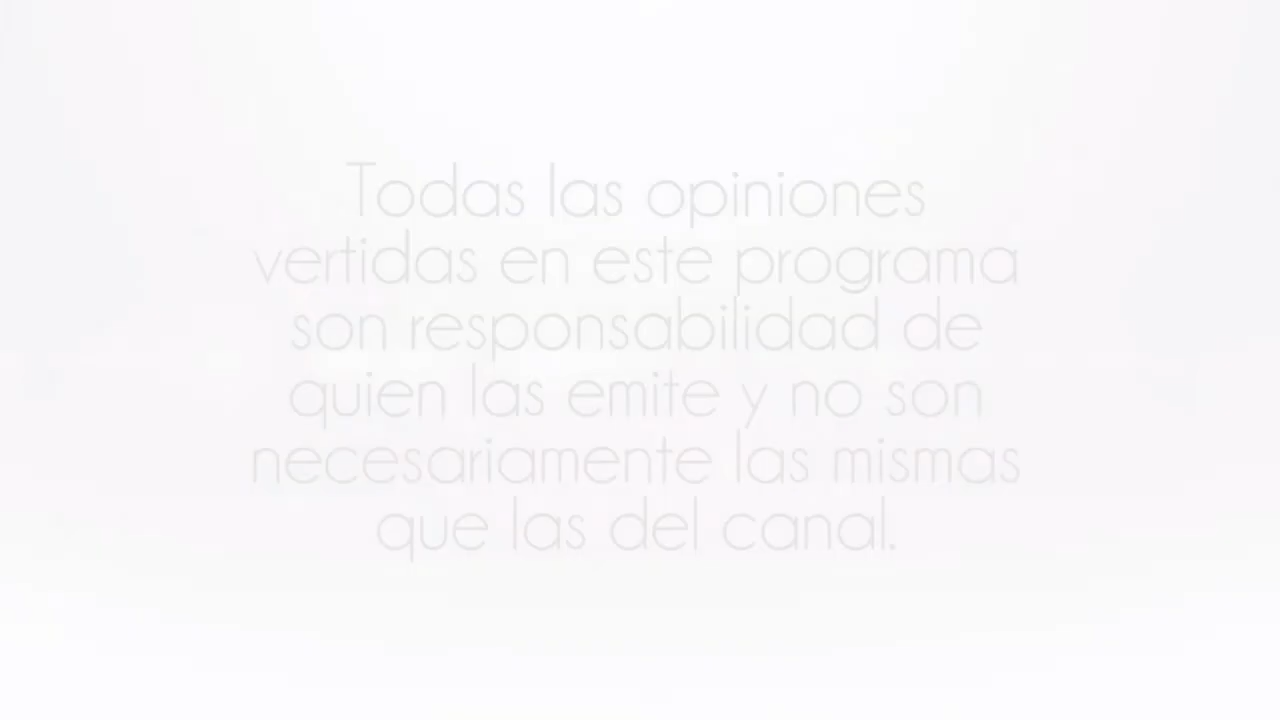 Todas las opiniones
vertidas en este programa
son responsabilidad de
quien las emite y no son
necesariamente las mismas
que las del canal.